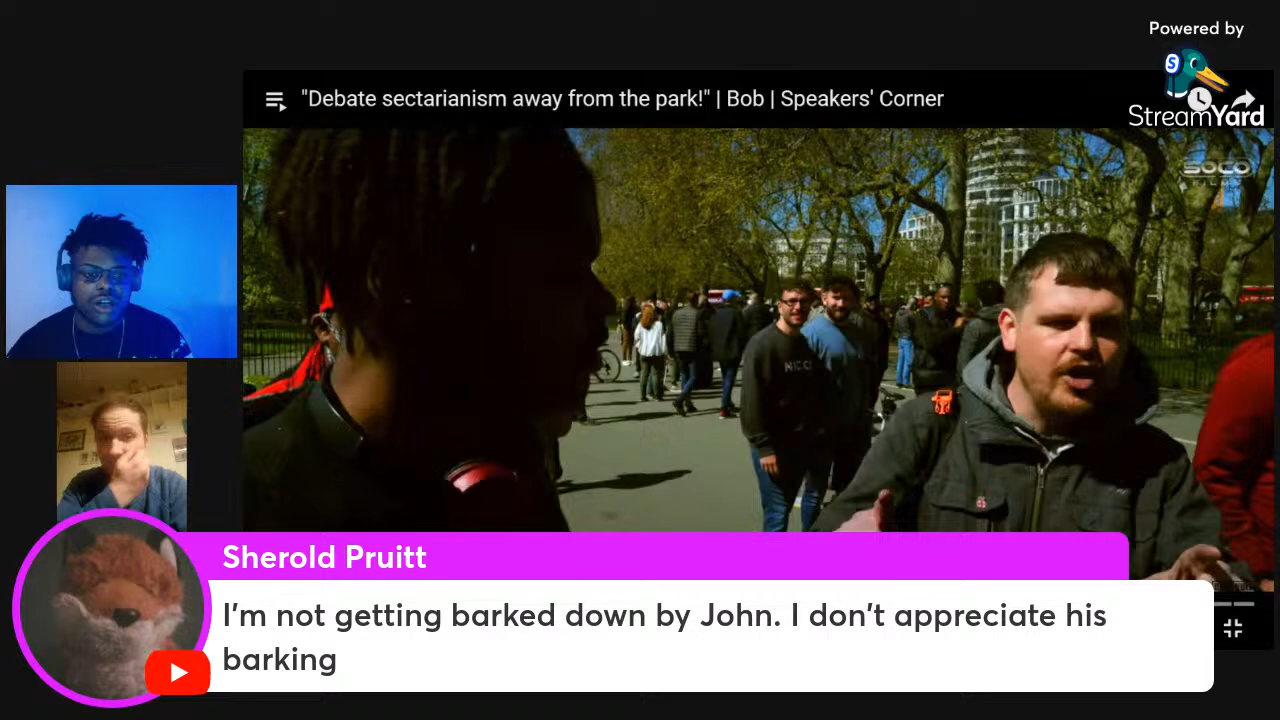 Powered by
S
StreamYard
"Debate sectarianism away from the park!" | Bob | Speakers' Corner
SOCO
FILMS
NICCE
Sherold Pruitt
I'm not getting barked down by John. I don't appreciate his
barking